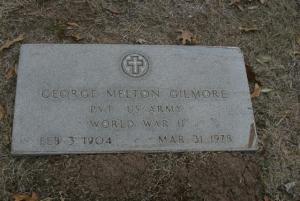 GEORGE MELTON GILMORE
PVT US ARMY
WORLD WAR II
FEB 3 1904 MAR 31 1978